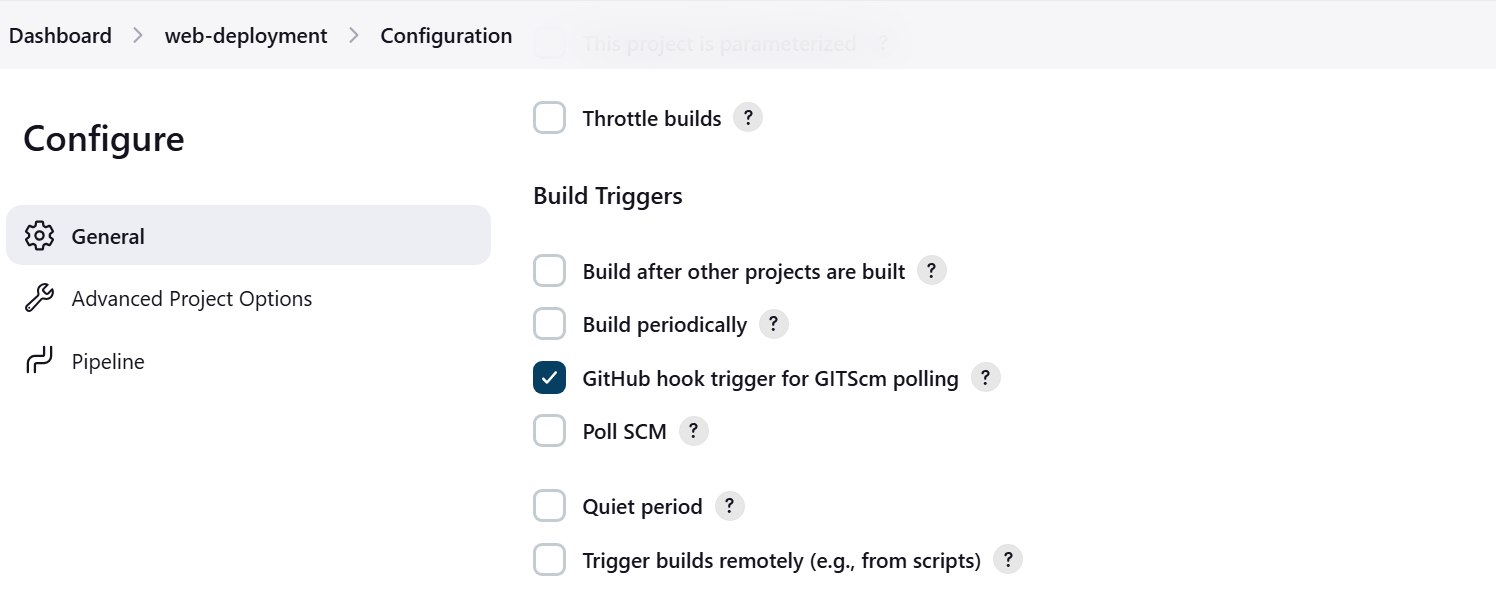 Dashboard > web-deployment > Configuration
This project is parameterized ?
Configure
General
Advanced Project Options
Pipeline
Throttle builds ?
Build Triggers
Build after other projects are built ?
Build periodically ?
GitHub hook trigger for GITScm polling ?
Poll SCM ?
Quiet period ?
Trigger builds remotely (e.g., from scripts) ?